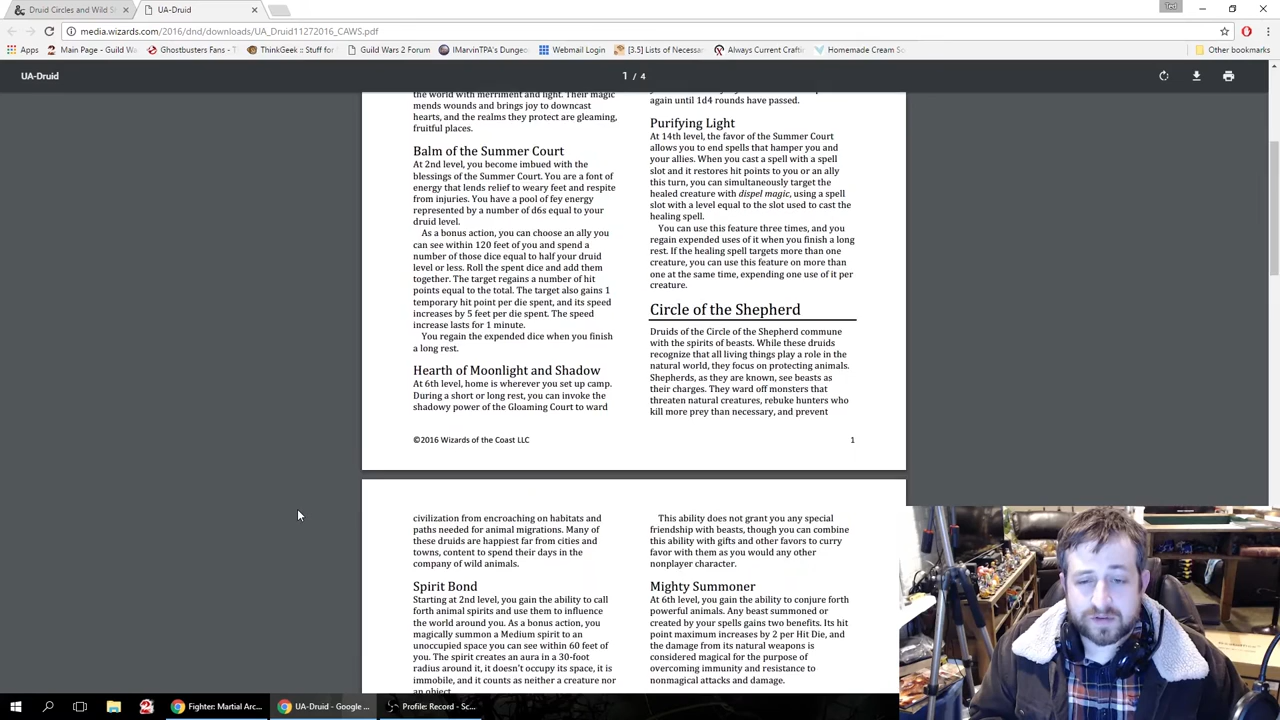 Druid Circles and Wild S
UA-Druid
Ted
media.wizards.com/2016/dnd/downloads/UA_Druid11272016_CAWS.pdf
Apps
Main Page - Guild Wa
Ghostbusters Fans -
ThinkGeek :: Stuff for
Guild Wars 2 Forum
IMarvinTPA's Dungeo
Webmail Login
[3.5] Lists of Necessar
Always Current Crafti
Homemade Cream So
Other bookmarks
UA-Druid
1 / 4
the world with merriment and light. Their magic
mends wounds and brings joy to downcast
hearts, and the realms they protect are gleaming,
fruitful places.
Balm of the Summer Court
At 2nd level, you become imbued with the
blessings of the Summer Court. You are a font of
energy that lends relief to weary feet and respite
from injuries. You have a pool of fey energy
represented by a number of d6s equal to your
druid level.
As a bonus action, you can choose an ally you
can see within 120 feet of you and spend a
number of those dice equal to half your druid
level or less. Roll the spent dice and add them
together. The target regains a number of hit
points equal to the total. The target also gains 1
temporary hit point per die spent, and its speed
increases by 5 feet per die spent. The speed
increase lasts for 1 minute.
You regain the expended dice when you finish
a long rest.
Hearth of Moonlight and Shadow
At 6th level, home is wherever you set up camp.
During a short or long rest, you can invoke the
shadowy power of the Gloaming Court to ward
again until 1d4 rounds have passed.
Purifying Light
At 14th level, the favor of the Summer Court
allows you to end spells that hamper you and
your allies. When you cast a spell with a spell
slot and it restores hit points to you or an ally
this turn, you can simultaneously target the
healed creature with dispel magic, using a spell
slot with a level equal to the slot used to cast the
healing spell.
You can use this feature three times, and you
regain expended uses of it when you finish a long
rest. If the healing spell targets more than one
creature, you can use this feature on more than
one at the same time, expending one use of it per
creature.
Circle of the Shepherd
Druids of the Circle of the Shepherd commune
with the spirits of beasts. While these druids
recognize that all living things play a role in the
natural world, they focus on protecting animals.
Shepherds, as they are known, see beasts as
their charges. They ward off monsters that
threaten natural creatures, rebuke hunters who
kill more prey than necessary, and prevent
©2016 Wizards of the Coast LLC
1
civilization from encroaching on habitats and
paths needed for animal migrations. Many of
these druids are happiest far from cities and
towns, content to spend their days in the
company of wild animals.
Spirit Bond
Starting at 2nd level, you gain the ability to call
forth animal spirits and use them to influence
the world around you. As a bonus action, you
magically summon a Medium spirit to an
unoccupied space you can see within 60 feet of
you. The spirit creates an aura in a 30-foot
radius around it, it doesn't occupy its space, it is
immobile, and it counts as neither a creature nor
an object.
This ability does not grant you any special
friendship with beasts, though you can combine
this ability with gifts and other favors to curry
favor with them as you would any other
nonplayer character.
Mighty Summoner
At 6th level, you gain the ability to conjure forth
powerful animals. Any beast summoned or
created by your spells gains two benefits. Its hit
point maximum increases by 2 per Hit Die, and
the damage from its natural weapons is
considered magical for the purpose of
overcoming immunity and resistance to
nonmagical attacks and damage.
Fighter: Martial Arc...
UA-Druid - Google ...
Profile: Record - Sc...